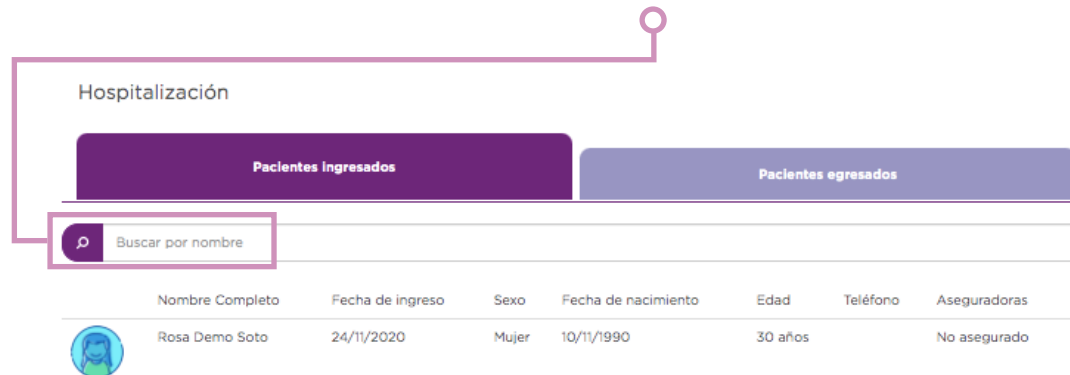 Hospitalización
Pacientes ingresados Pacientes egresados
Buscar por nombre
Nombre Completo Fecha de ingreso Sexo Fecha de nacimiento Edad Teléfono Aseguradoras
Rosa Demo Soto 24/11/2020 Mujer 10/11/1990 30 años No asegurado